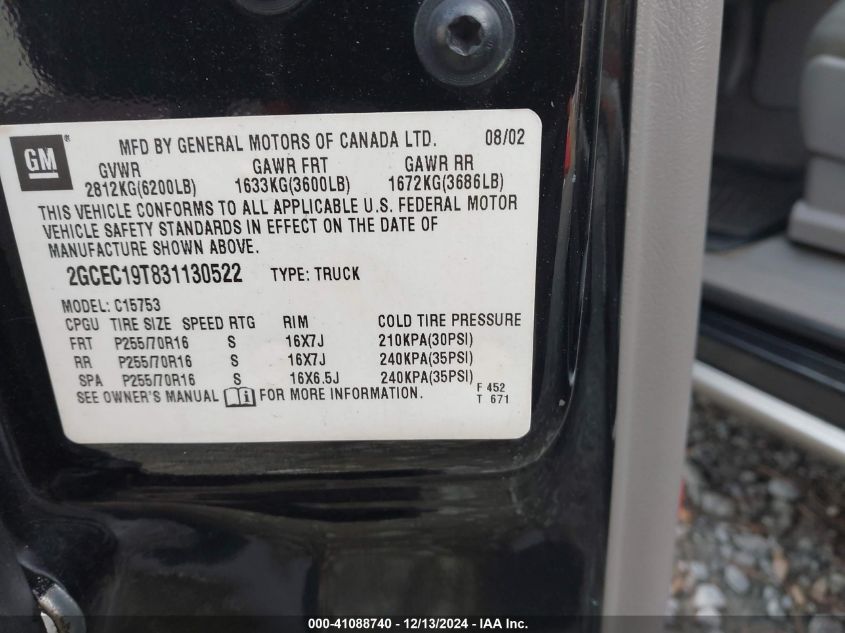 GM®
MFD BY GENERAL MOTORS OF CANADA LTD. 08/02
GVWR GAWR FRT GAWR RR
2812KG(6200LB) 1633KG(3600LB) 1672KG(3686LB)
THIS VEHICLE CONFORMS TO ALL APPLICABLE U.S. FEDERAL MOTOR
VEHICLE SAFETY STANDARDS IN EFFECT ON THE DATE OF
MANUFACTURE SHOWN ABOVE.
2GCEC19T831130522 TYPE: TRUCK
MODEL: C15753
CPGU TIRE SIZE SPEED RTG RIM COLD TIRE PRESSURE
FRT P255/70R16 S 16X7J 210KPA(30PSI)
RR P255/70R16 S 16X7J 240KPA(35PSI)
SPA P255/70R16 S 16X6.5J 240KPA(35PSI)
SEE OWNER'S MANUAL FOR MORE INFORMATION.
F 452
T 671
000-41088740 - 12/13/2024 - IAA Inc.